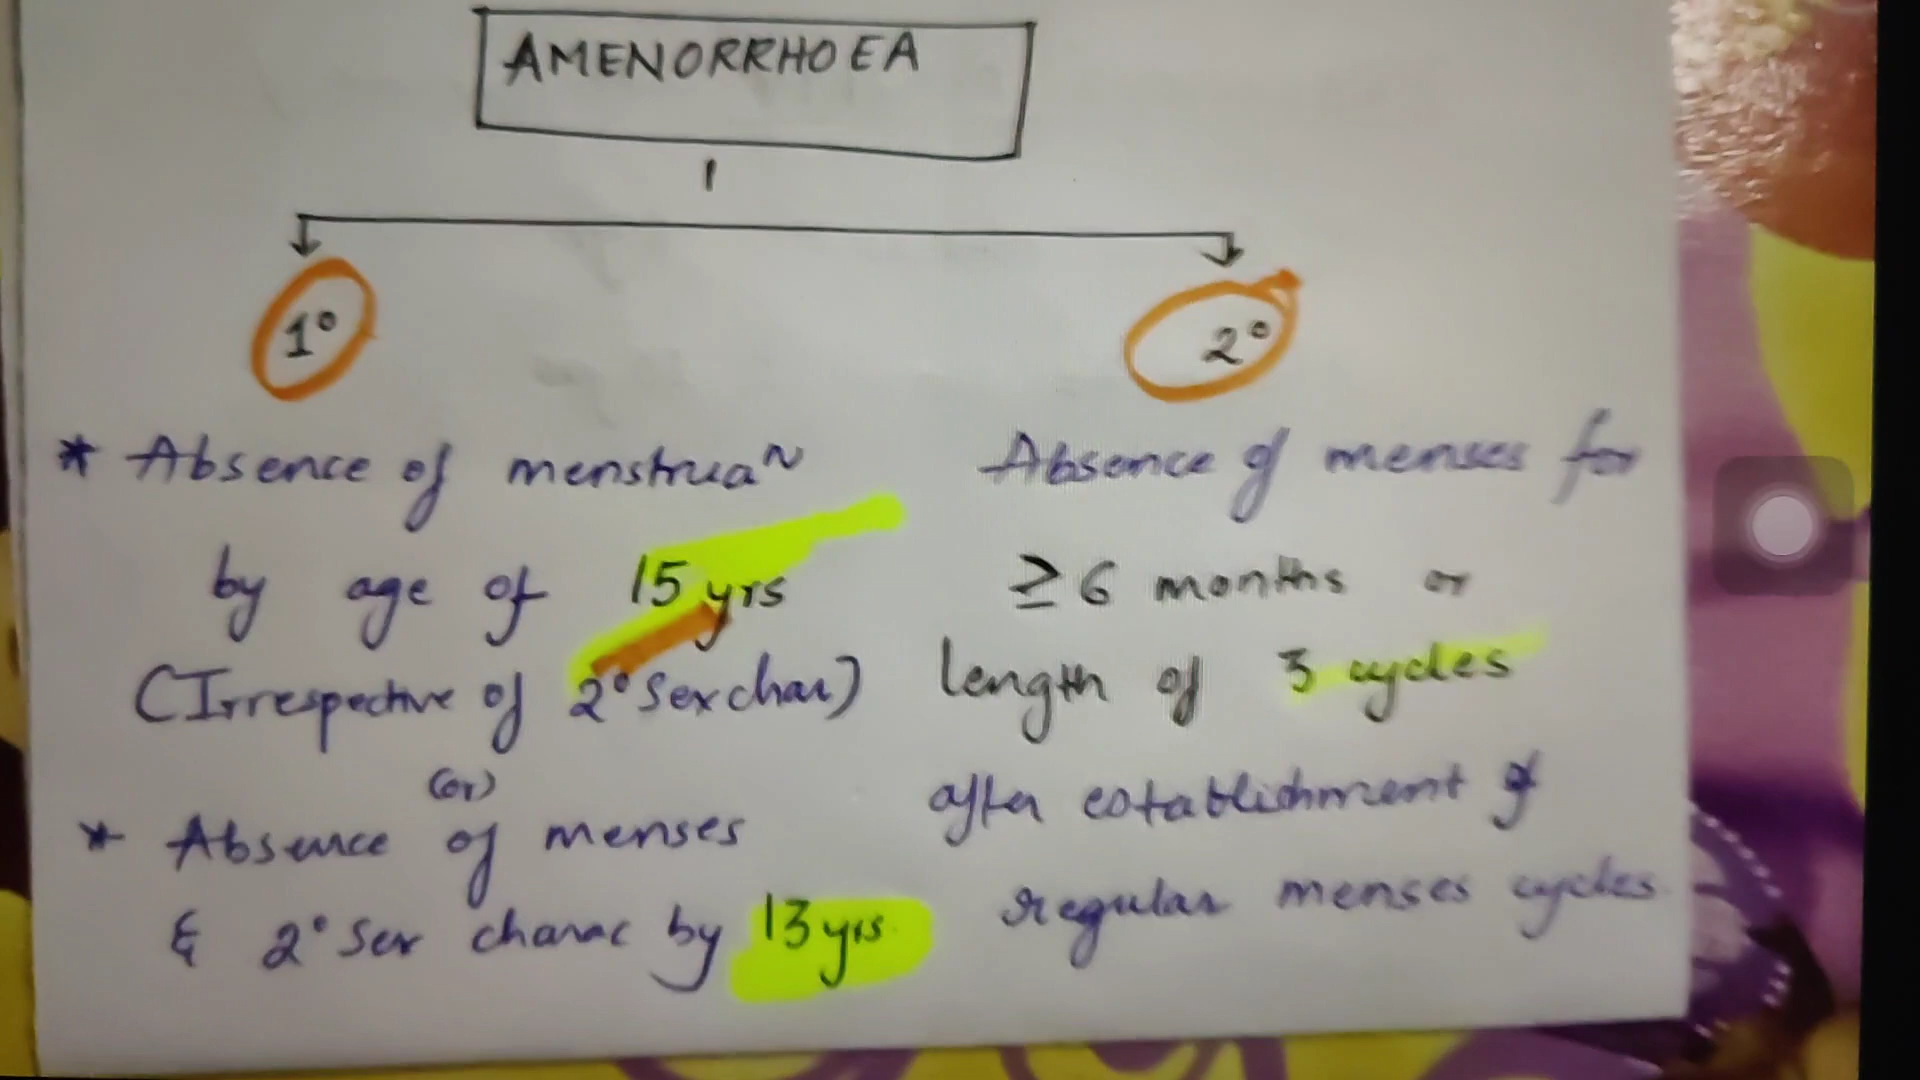 AMENORRHOEA
1°
2°
* Absence of menstrua~
by age of 15 yrs
(Irrespective of 2° Sex char)
(or)
* Absence of menses
& 2° Sex charac by 13 yrs
Absence of menses for
≥ 6 months or
length of 3 cycles
after establishment of
regular menses cycles